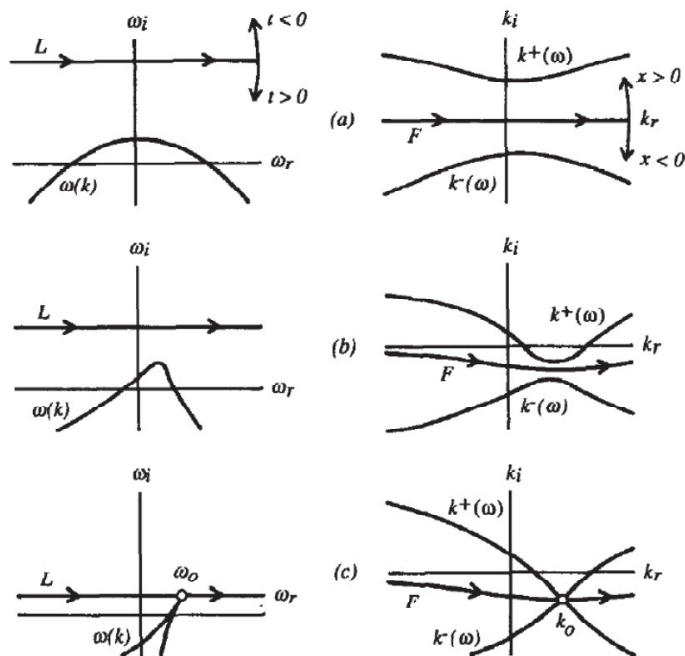 ωi
t < 0
L
t > 0
ωr
ω(k)
ki
k+(ω)
x > 0
(a)
kr
F
x < 0
k-(ω)
ωi
L
ωr
ω(k)
ki
k+(ω)
(b)
kr
F
k-(ω)
ωi
L
ωo
ωr
ω(k)
ki
k+(ω)
(c)
kr
F
ko
k-(ω)